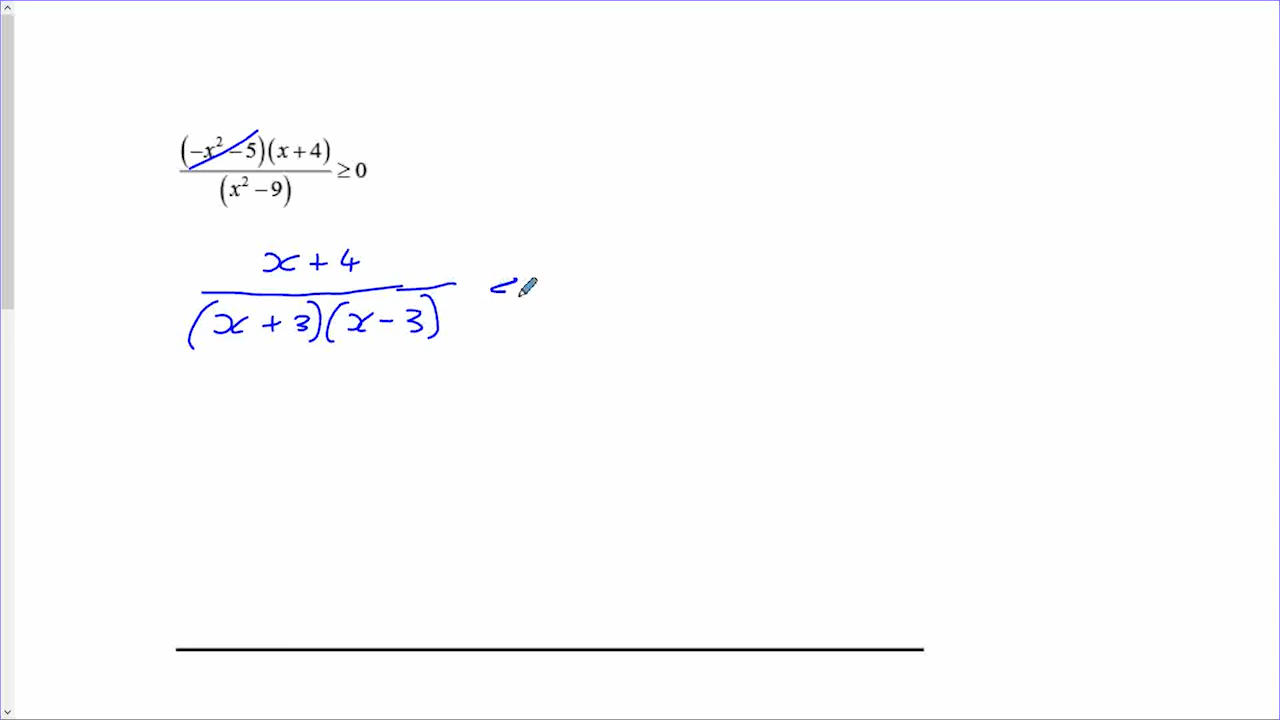 (-x² - 5)(x + 4)
(x² - 9)
≥ 0
x + 4
(x + 3)(x - 3)
<